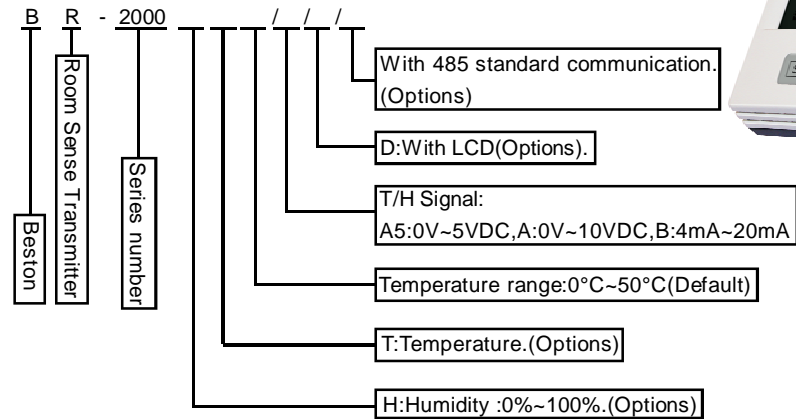 B R - 2000 / / /
With 485 standard communication.
(Options)
D:With LCD(Options).
T/H Signal:
A5:0V~5VDC,A:0V~10VDC,B:4mA~20mA
Temperature range:0°C~50°C(Default)
T:Temperature.(Options)
H:Humidity :0%~100%.(Options)
Beston
Room Sense Transmitter
Series number